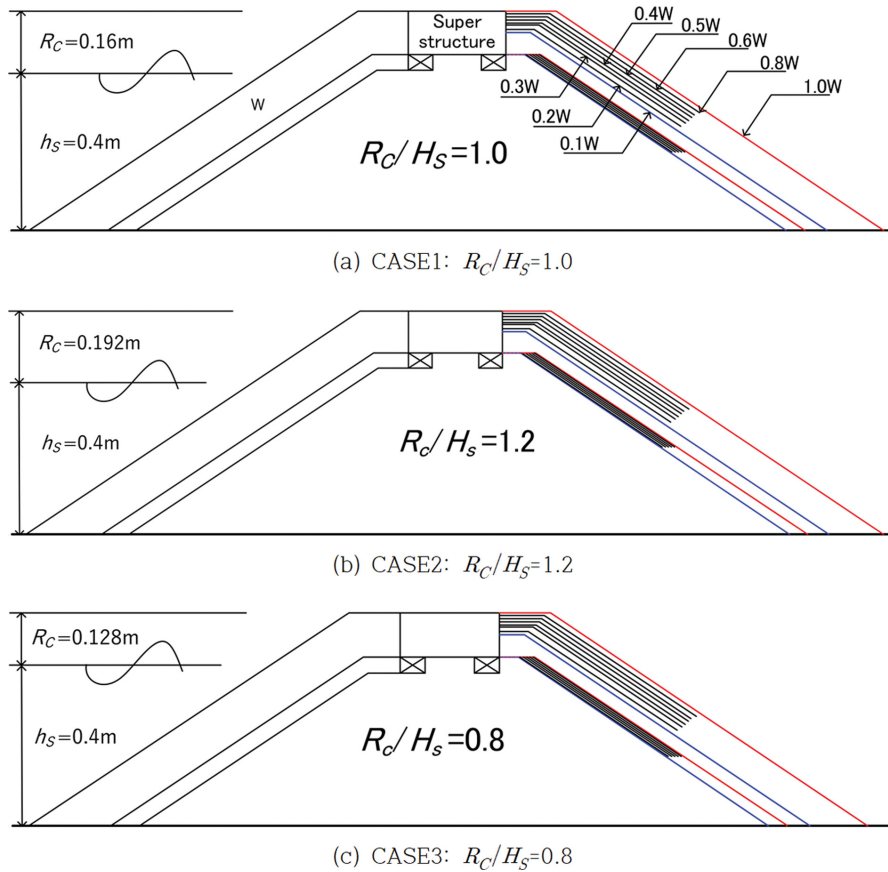 R_C=0.16m
h_S=0.4m
W
Super
structure
0.4W
0.5W
0.6W
0.8W
1.0W
0.3W
0.2W
0.1W
R_C/H_S=1.0
(a) CASE1: R_C/H_S=1.0
R_C=0.192m
h_S=0.4m
R_c/H_s=1.2
(b) CASE2: R_C/H_S=1.2
R_C=0.128m
h_S=0.4m
R_c/H_s=0.8
(c) CASE3: R_C/H_S=0.8